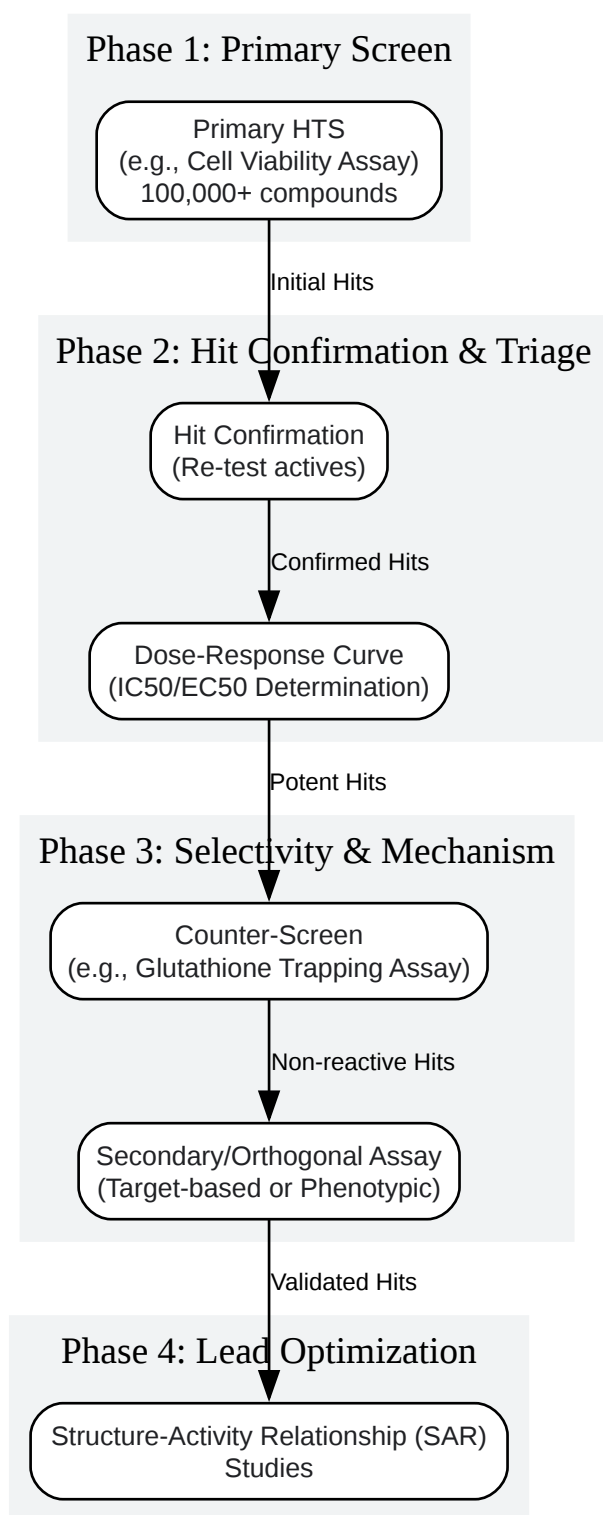 Phase 1: Primary Screen
Primary HTS
(e.g., Cell Viability Assay)
100,000+ compounds
Initial Hits
Phase 2: Hit Confirmation & Triage
Hit Confirmation
(Re-test actives)
Confirmed Hits
Dose-Response Curve
(IC50/EC50 Determination)
Potent Hits
Phase 3: Selectivity & Mechanism
Counter-Screen
(e.g., Glutathione Trapping Assay)
Non-reactive Hits
Secondary/Orthogonal Assay
(Target-based or Phenotypic)
Validated Hits
Phase 4: Lead Optimization
Structure-Activity Relationship (SAR)
Studies